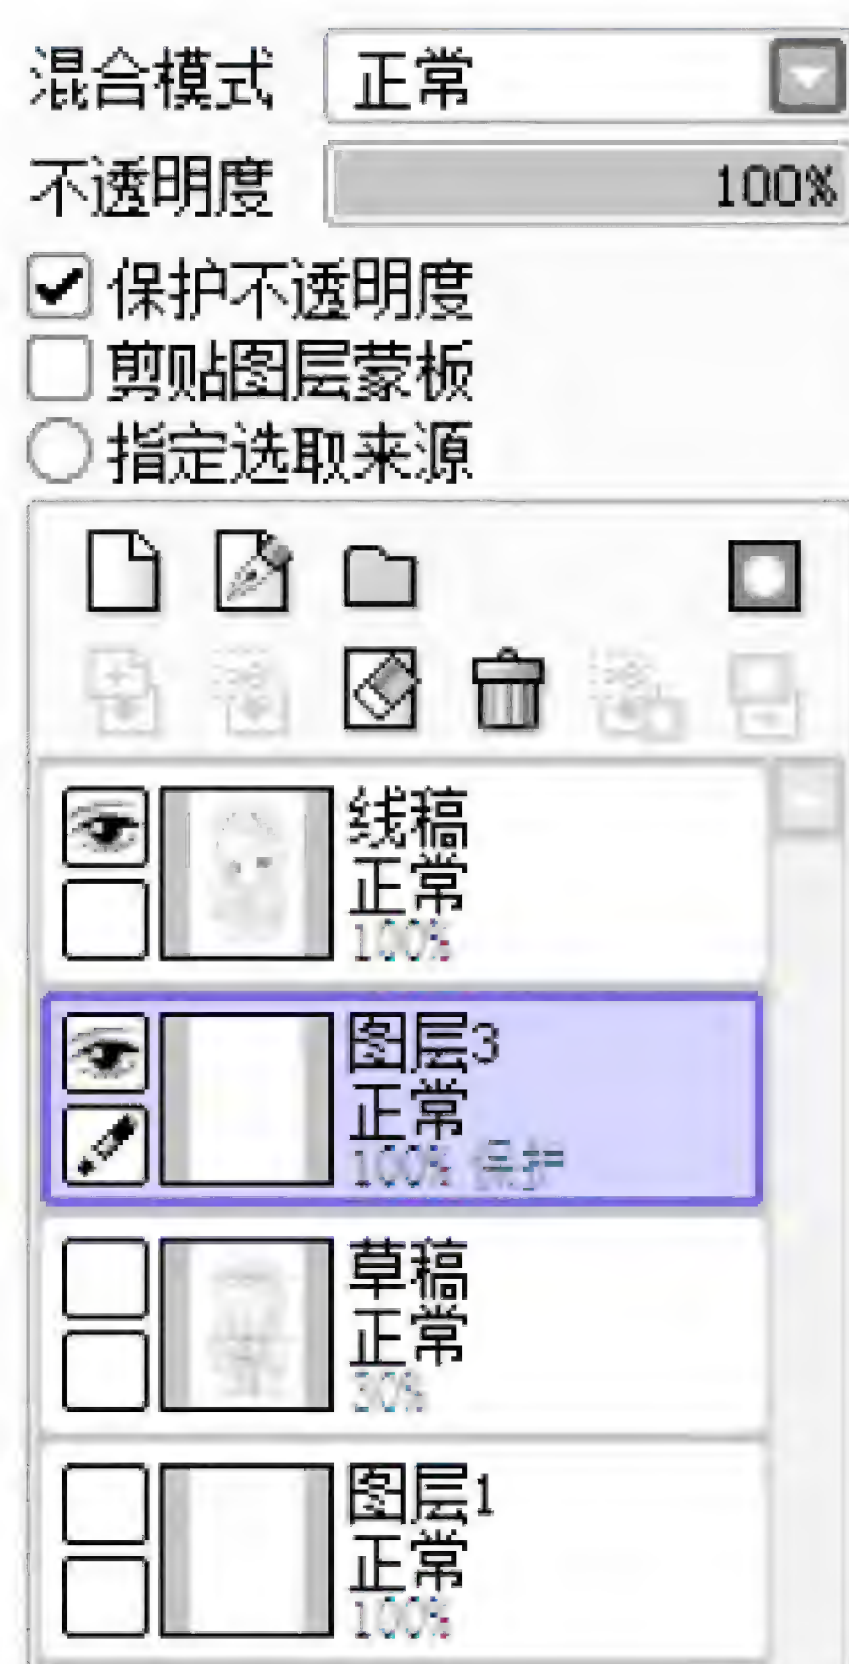 混合模式 正常
不透明度 100%
保护不透明度
剪贴图层蒙板
指定选取来源
线稿
正常
100%
图层3
正常
100% 保护
草稿
正常
30%
图层1
正常
100%